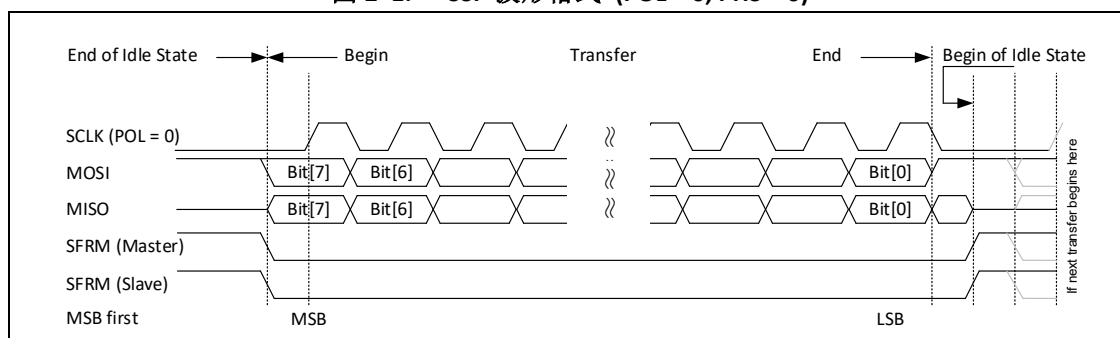 End of Idle State Begin Transfer End Begin of Idle State
SCLK (POL = 0)
MOSI Bit[7] Bit[6] Bit[0]
MISO Bit[7] Bit[6] Bit[0]
SFRM (Master)
SFRM (Slave)
MSB first MSB LSB
If next transfer begins here